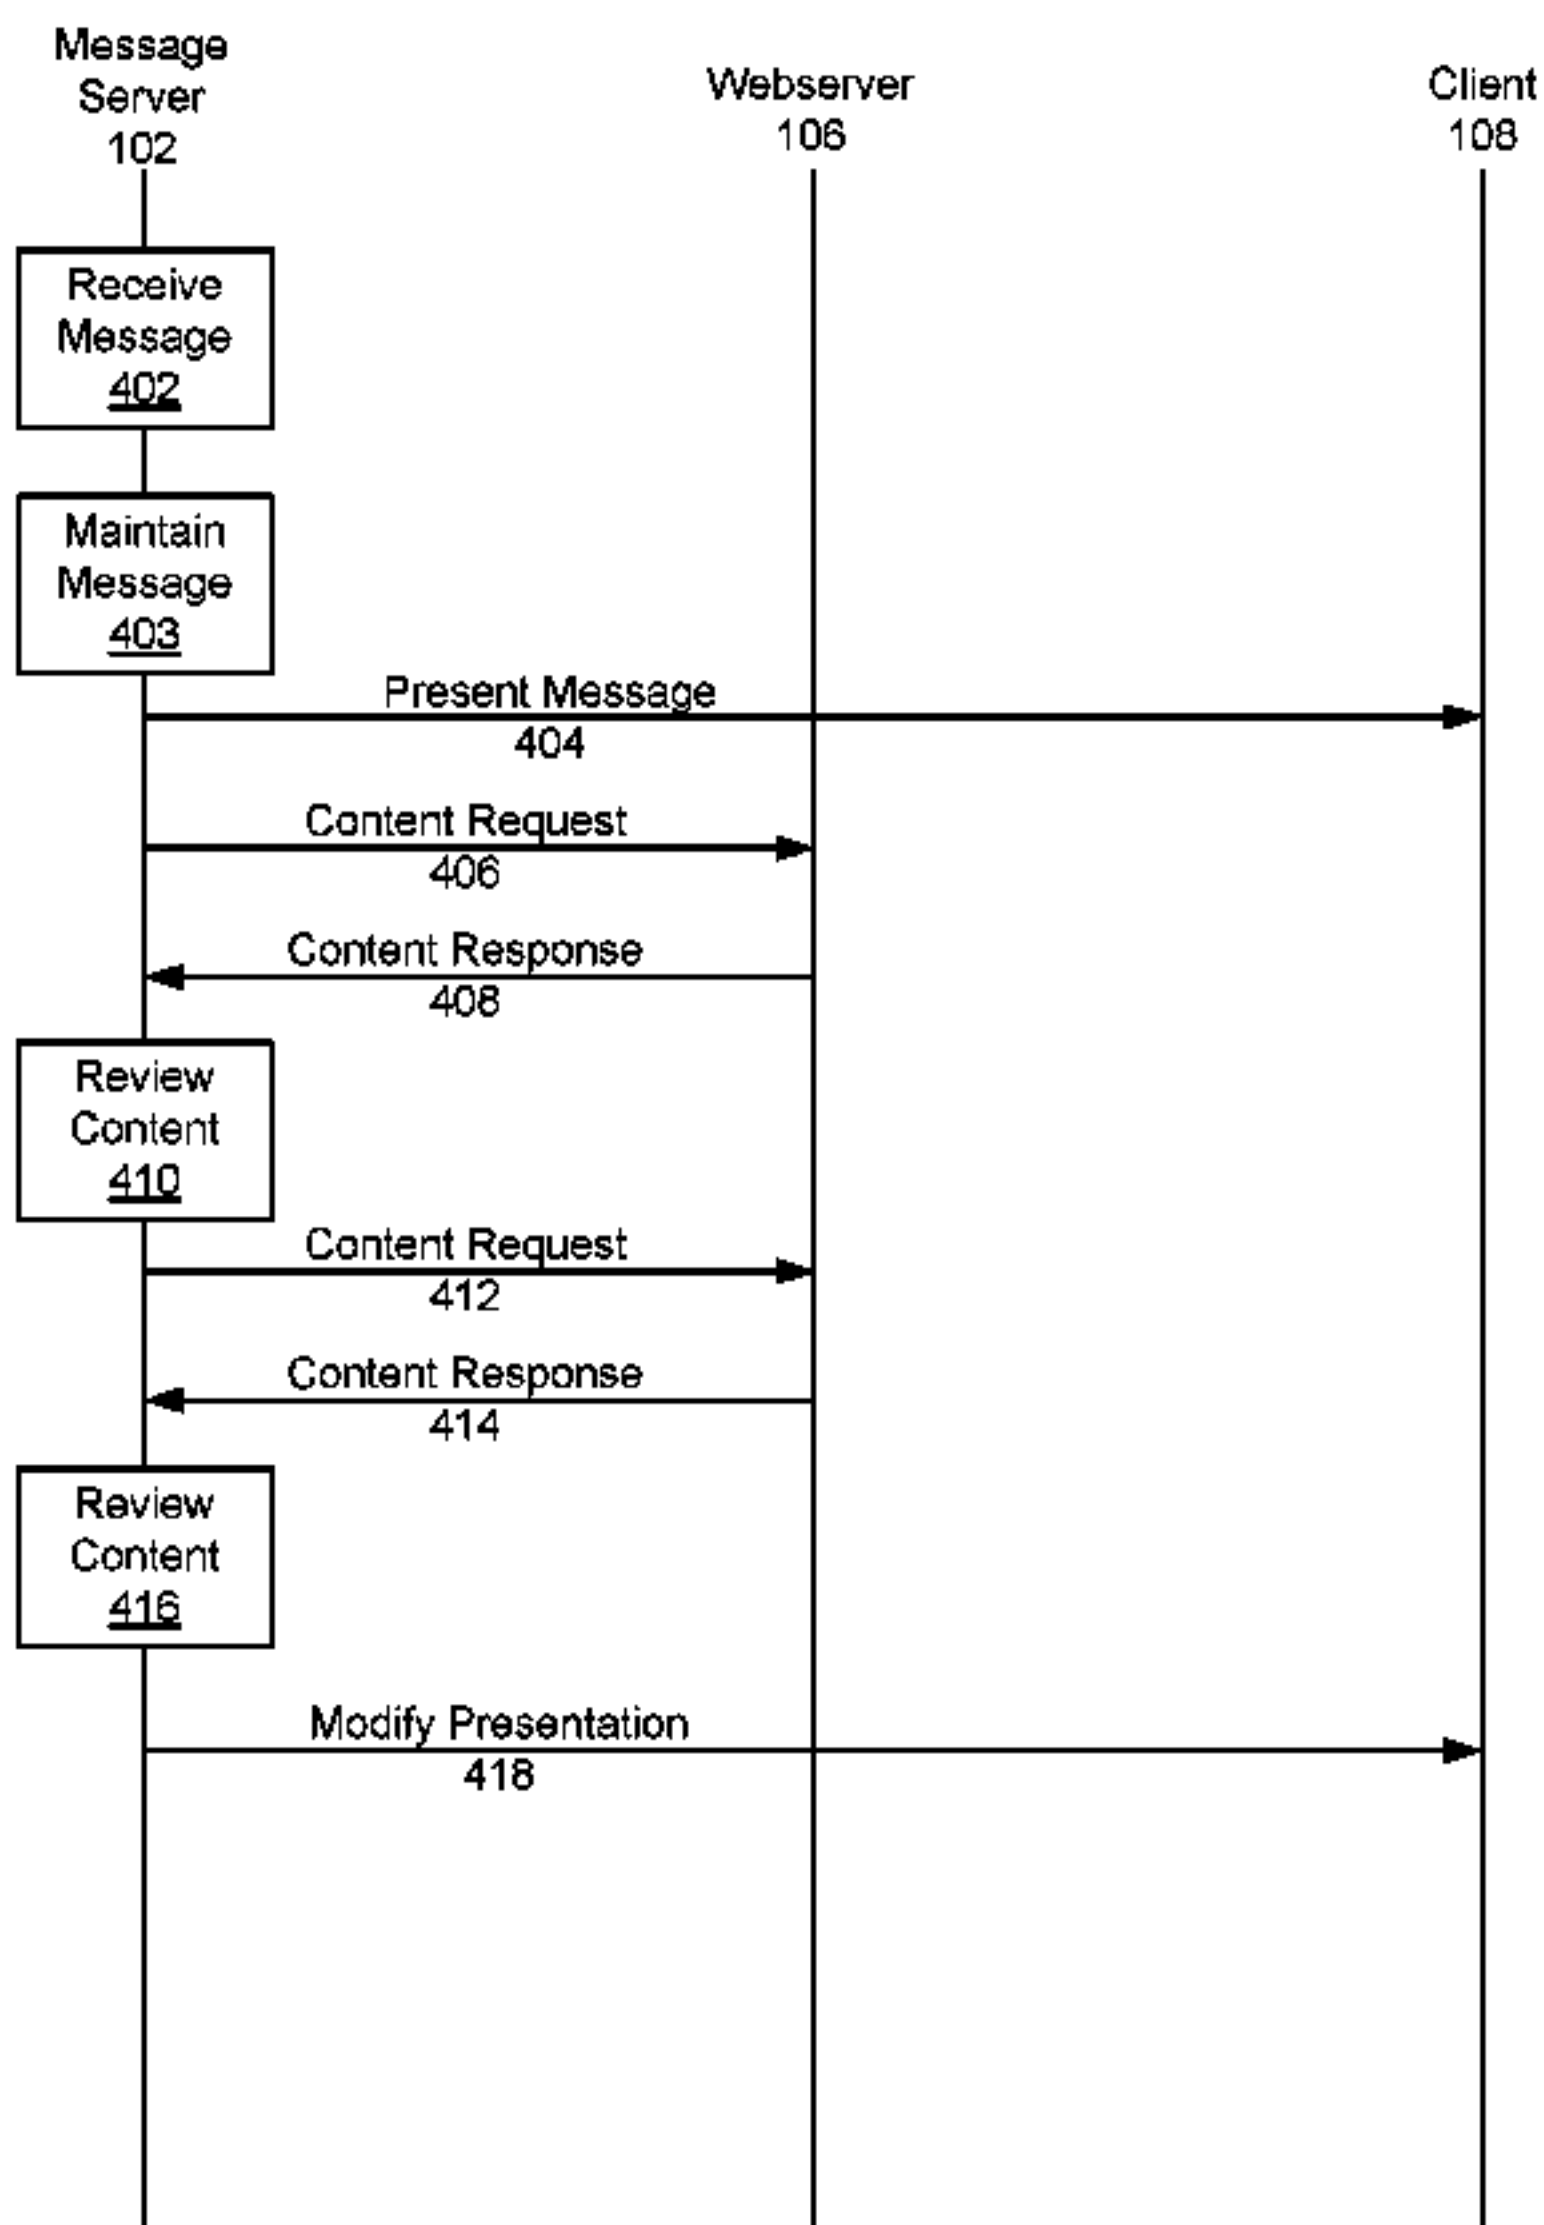 Message
Server
102
Webserver
106
Client
108
Receive
Message
402
Maintain
Message
403
Present Message
404
Content Request
406
Content Response
408
Review
Content
410
Content Request
412
Content Response
414
Review
Content
416
Modify Presentation
418